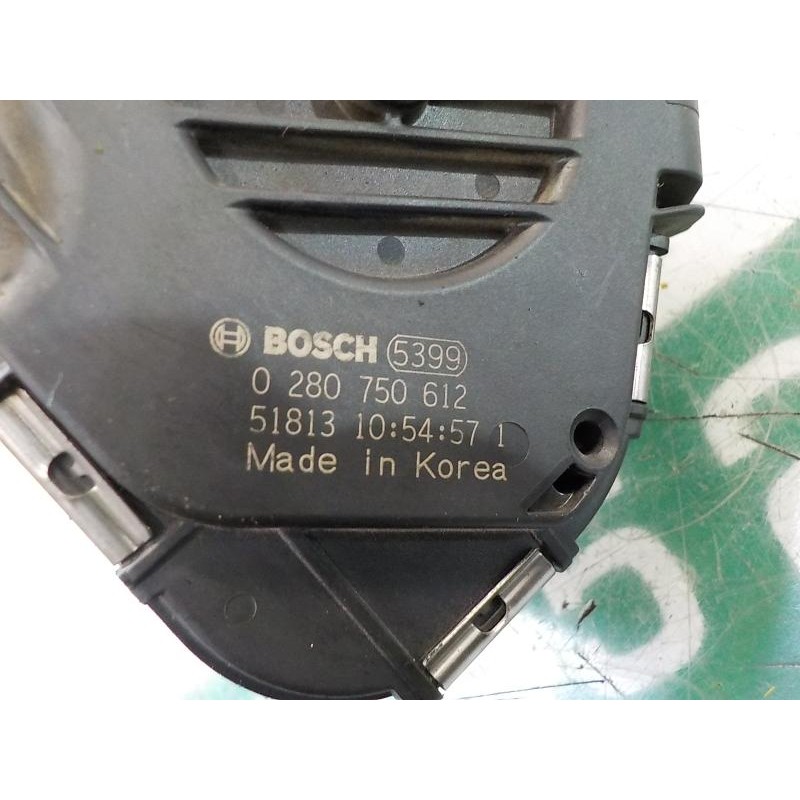 BOSCH 5399
0 280 750 612
51813 10:54:57 1
Made in Korea